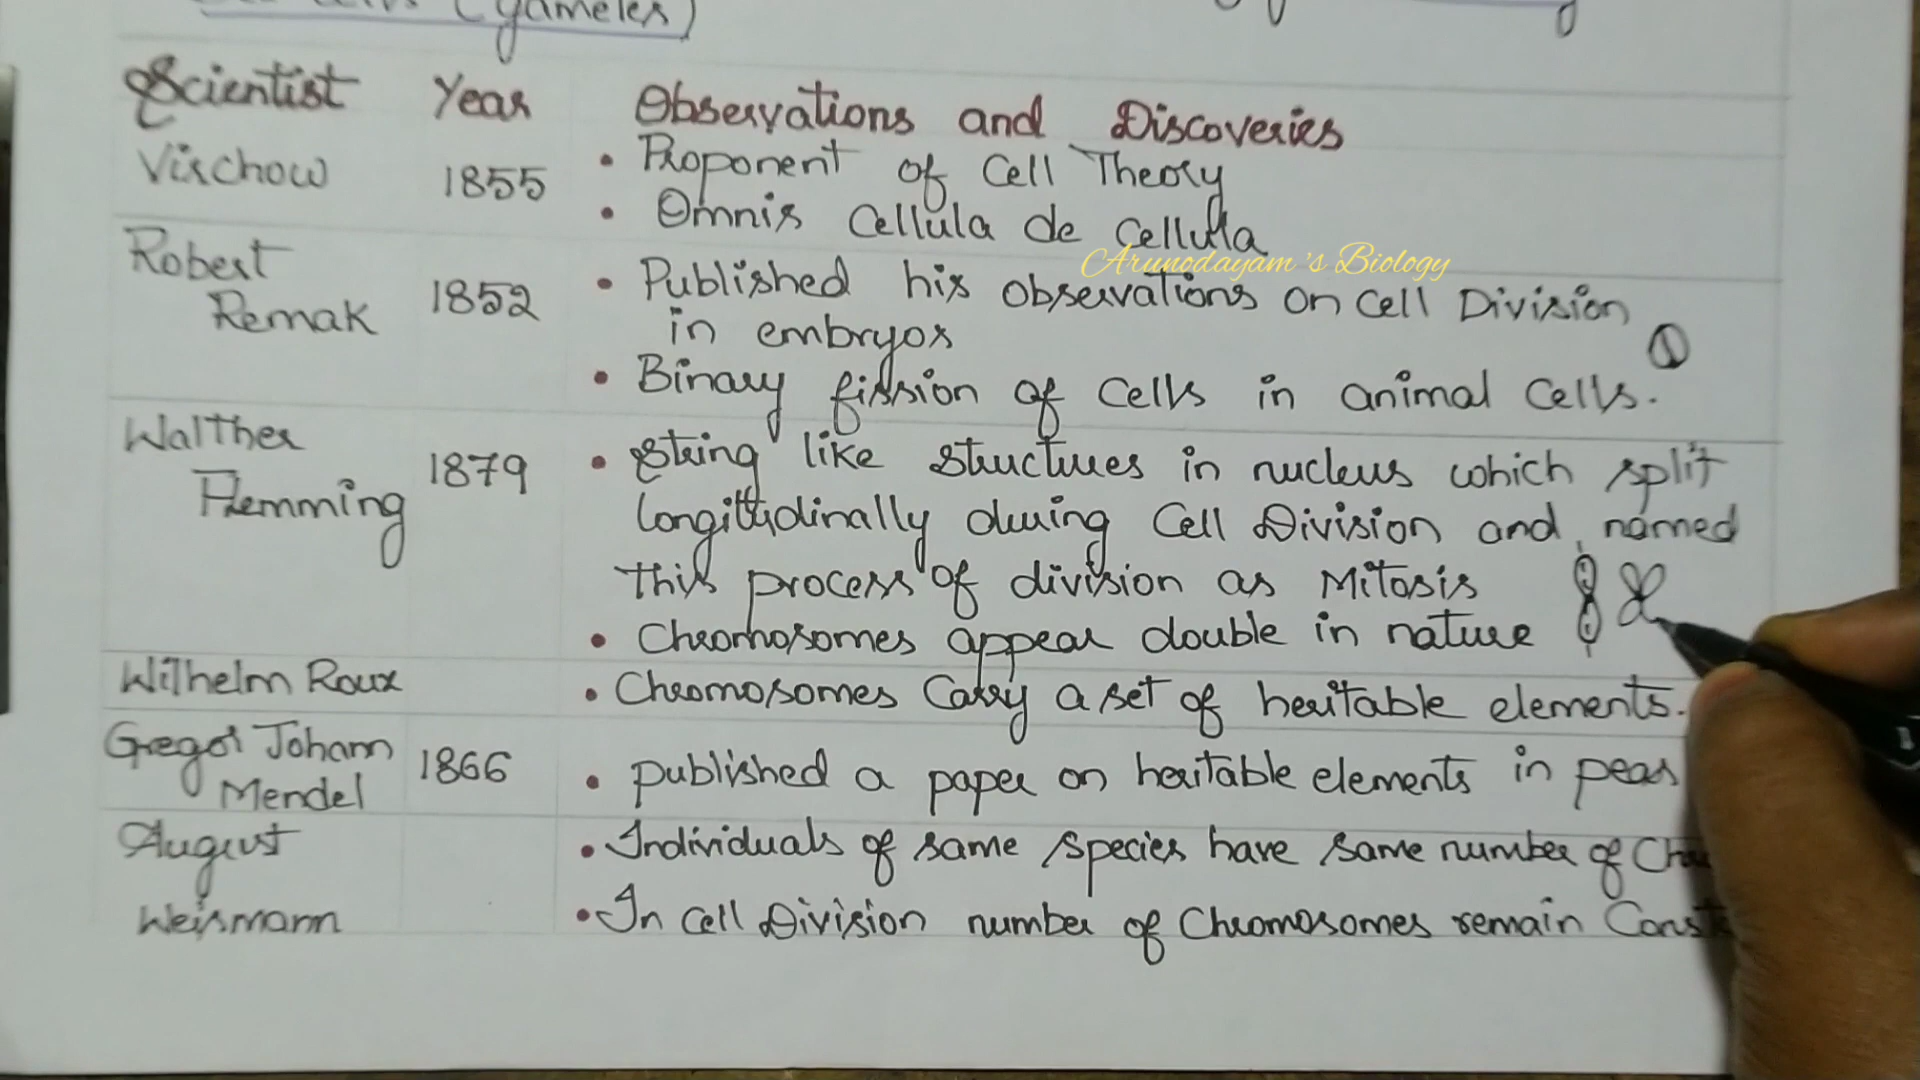 (gametes)
Scientist Year Observations and Discoveries
Virchow 1855 • Proponent of Cell Theory
• Omnis Cellula de Cellula
Arunodayam's Biology
Robert Remak 1852 • Published his observations on Cell Division
in embryos
• Binary fission of Cells in animal Cells.
Walther Flemming 1879 • String like structures in nucleus which split
longitudinally during Cell Division and named
this process of division as Mitosis
• Chromosomes appear double in nature
Wilhelm Roux • Chromosomes Carry a set of heritable elements.
Gregor Johann Mendel 1866 • published a paper on heritable elements in peas
August Weismann • Individuals of same species have same number of
• In Cell Division number of Chromosomes remain